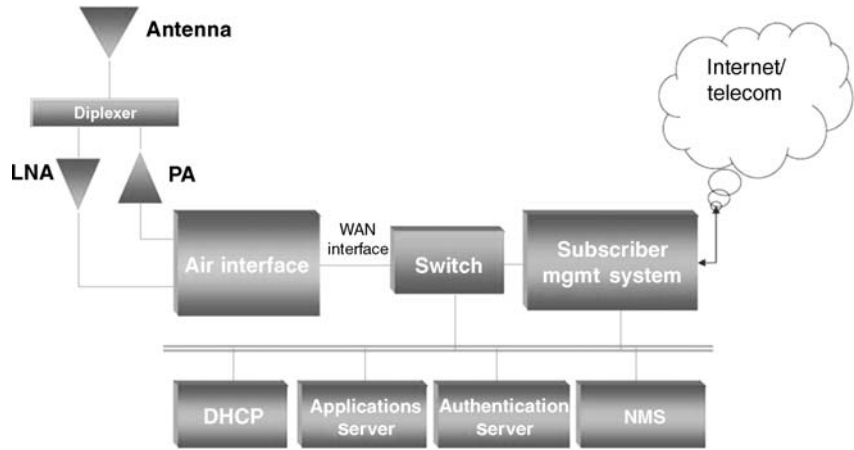 Antenna
Internet/
telecom
Diplexer
LNA
PA
WAN
interface
Air interface
Switch
Subscriber
mgmt system
DHCP
Applications
server
Authentication
server
NMS